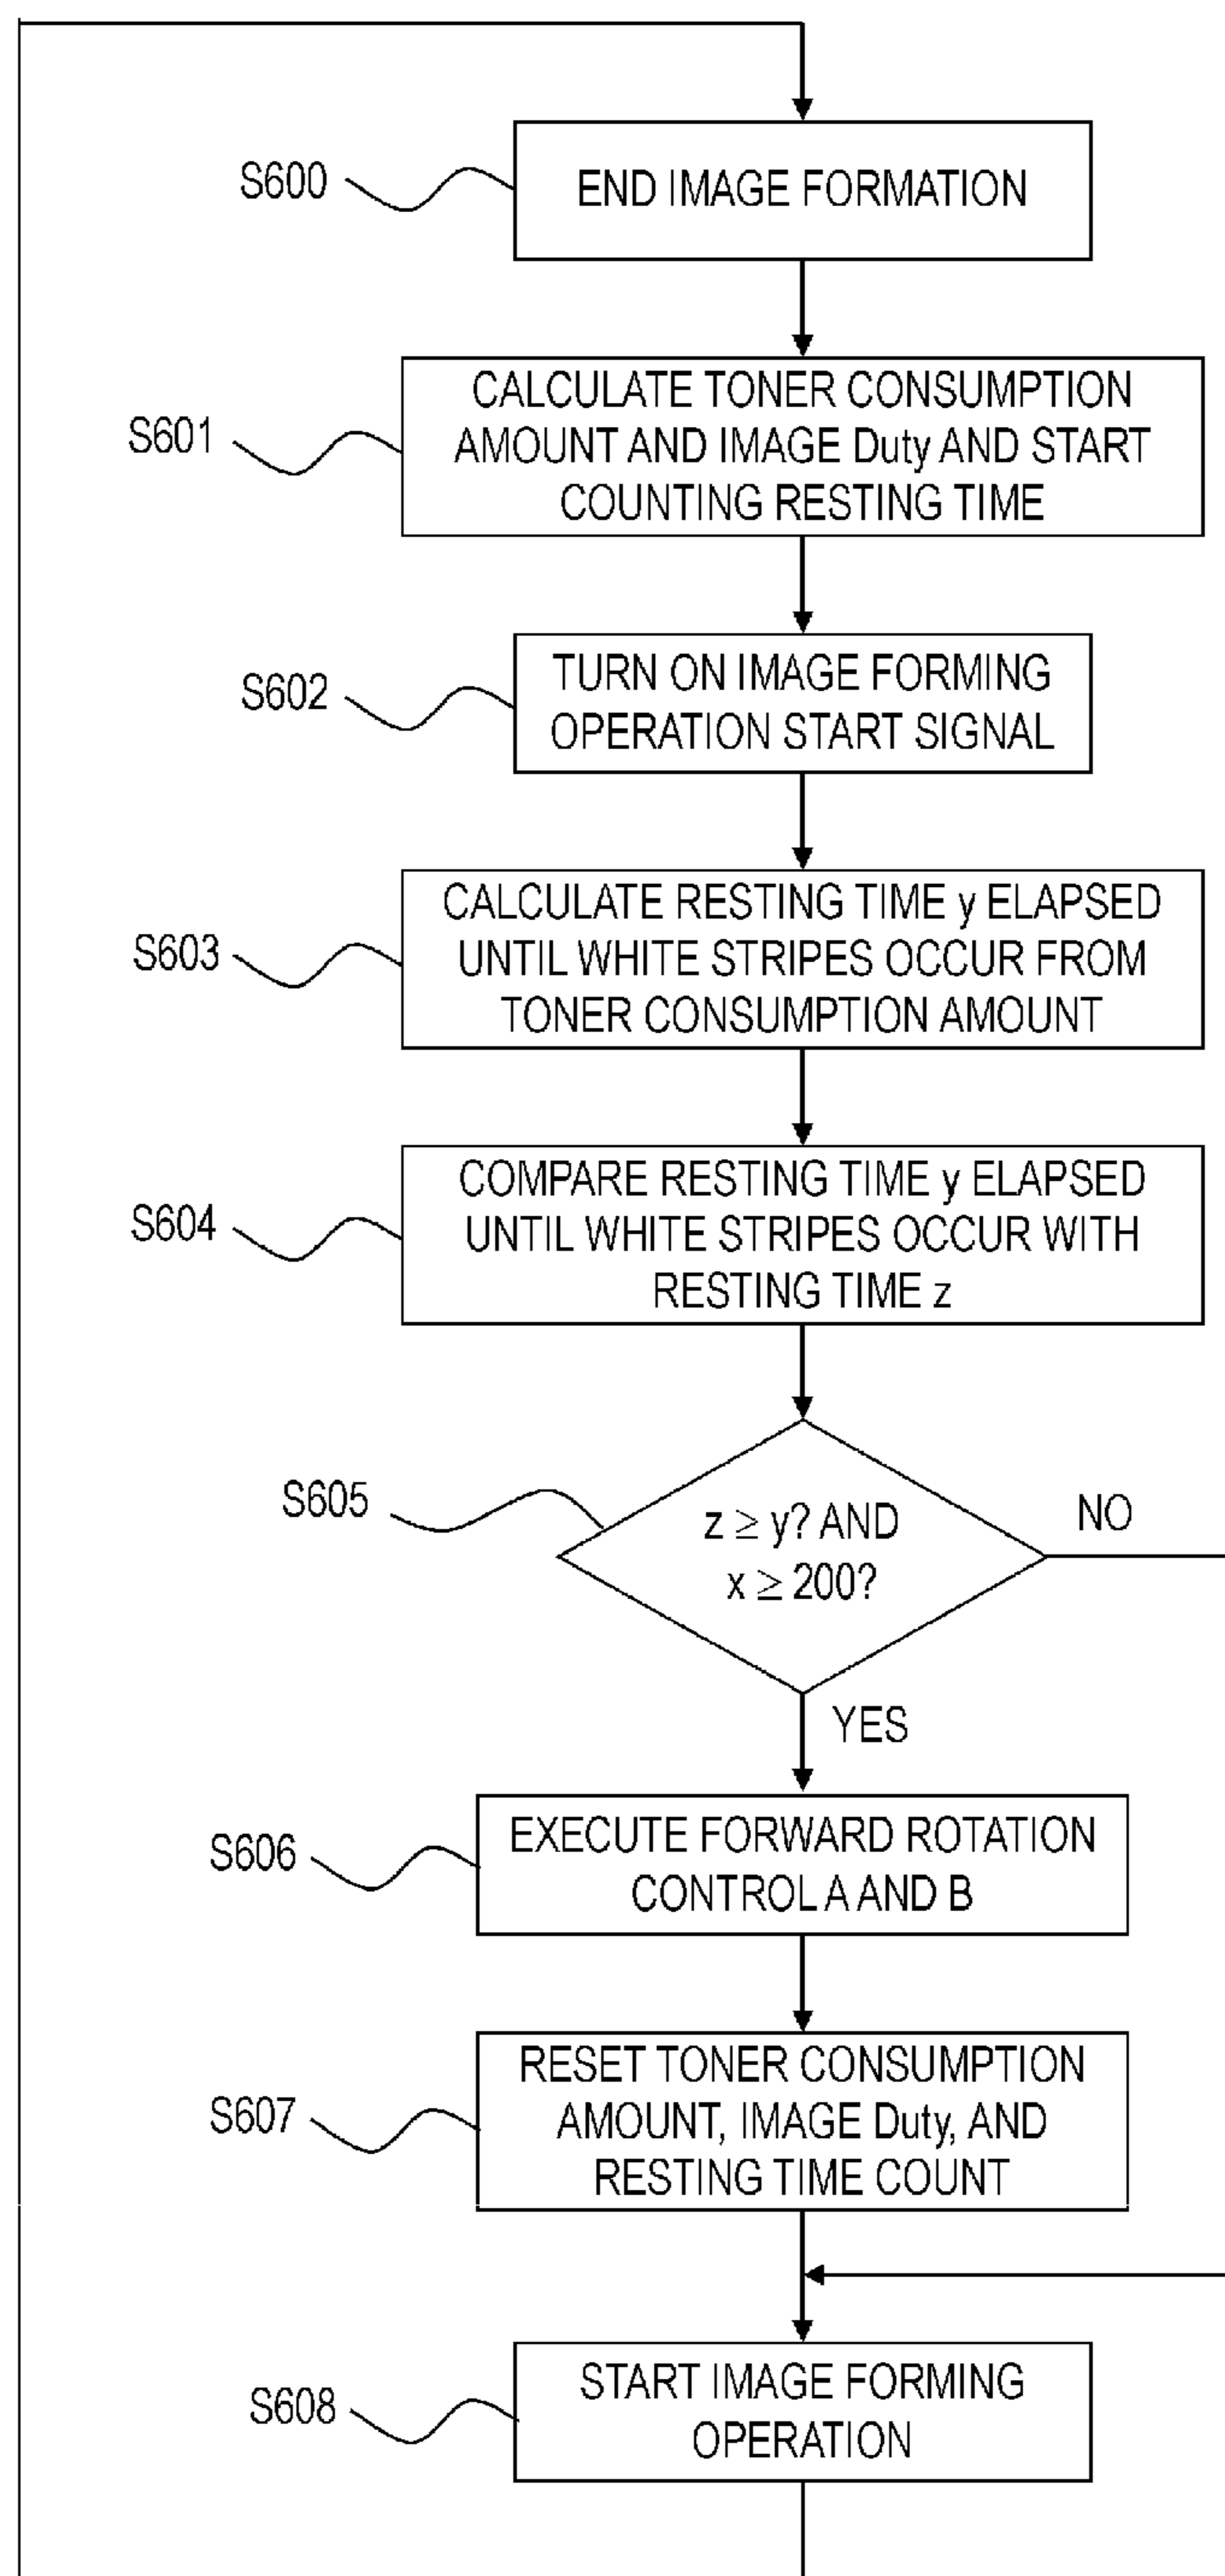 S600
END IMAGE FORMATION
S601
CALCULATE TONER CONSUMPTION
AMOUNT AND IMAGE Duty AND START
COUNTING RESTING TIME
S602
TURN ON IMAGE FORMING
OPERATION START SIGNAL
S603
CALCULATE RESTING TIME y ELAPSED
UNTIL WHITE STRIPES OCCUR FROM
TONER CONSUMPTION AMOUNT
S604
COMPARE RESTING TIME y ELAPSED
UNTIL WHITE STRIPES OCCUR WITH
RESTING TIME z
S605
z ≥ y? AND
x ≥ 200?
NO
YES
S606
EXECUTE FORWARD ROTATION
CONTROL A AND B
S607
RESET TONER CONSUMPTION
AMOUNT, IMAGE Duty, AND
RESTING TIME COUNT
S608
START IMAGE FORMING
OPERATION